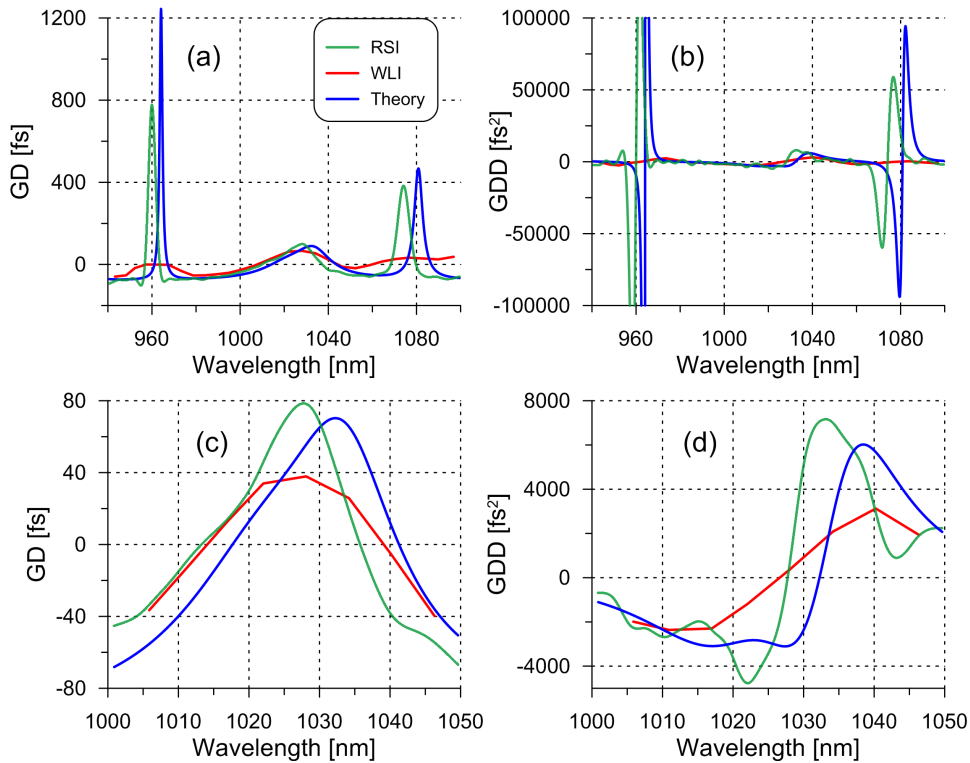 (a)
RSI
WLI
Theory
1200
800
400
0
GD [fs]
960
1000
1040
1080
Wavelength [nm]
(b)
100000
50000
0
-50000
-100000
GDD [fs²]
960
1000
1040
1080
Wavelength [nm]
(c)
80
40
0
-40
-80
GD [fs]
1000
1010
1020
1030
1040
1050
Wavelength [nm]
(d)
8000
4000
0
-4000
GDD [fs²]
1000
1010
1020
1030
1040
1050
Wavelength [nm]